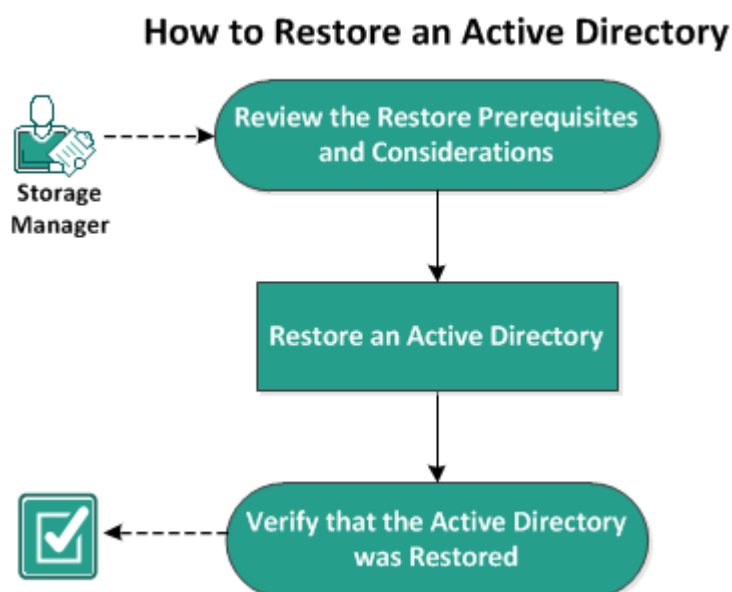 How to Restore an Active Directory
Review the Restore Prerequisites
and Considerations
Storage
Manager
Restore an Active Directory
Verify that the Active Directory
was Restored